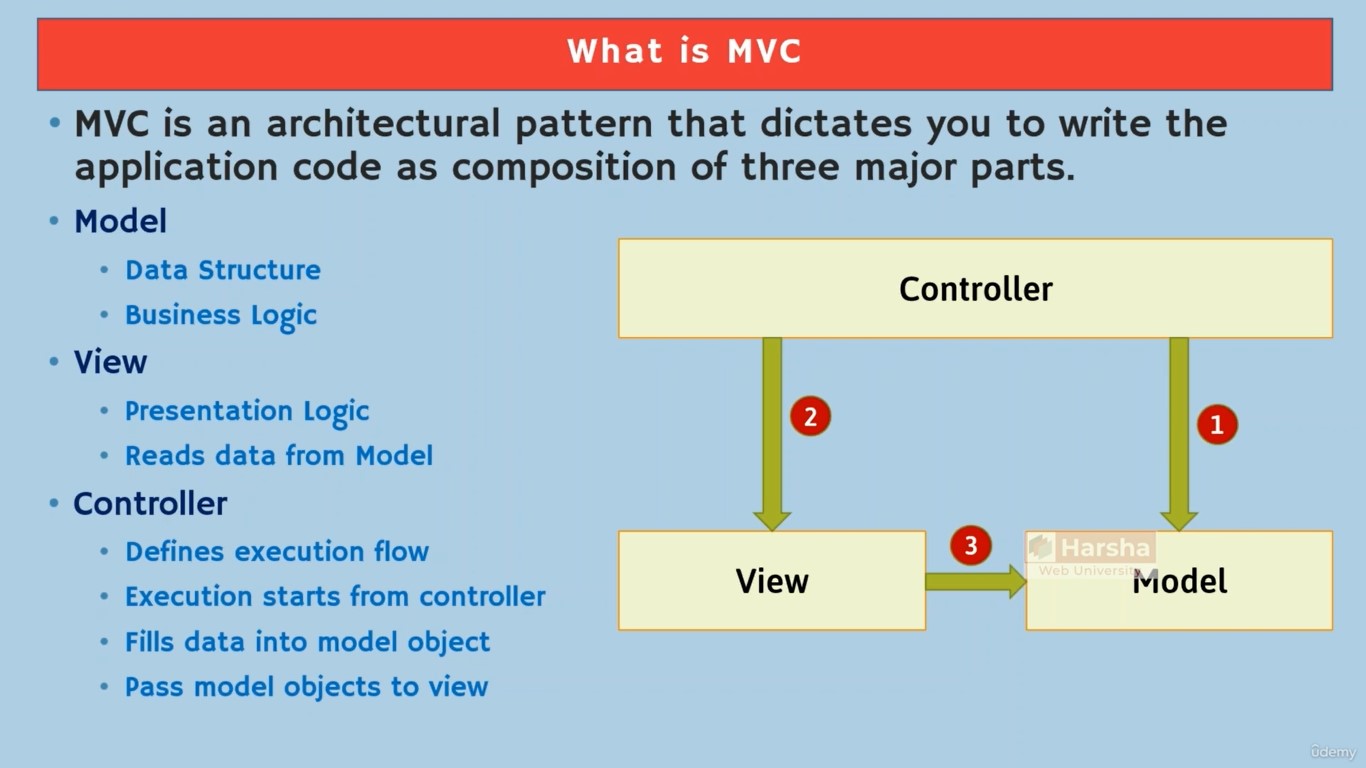 What is MVC
• MVC is an architectural pattern that dictates you to write the
application code as composition of three major parts.
• Model
• Data Structure
• Business Logic
• View
• Presentation Logic
• Reads data from Model
• Controller
• Defines execution flow
• Execution starts from controller
• Fills data into model object
• Pass model objects to view
Controller
2
1
3
View
Harsha
Web University
Model
ûdemy